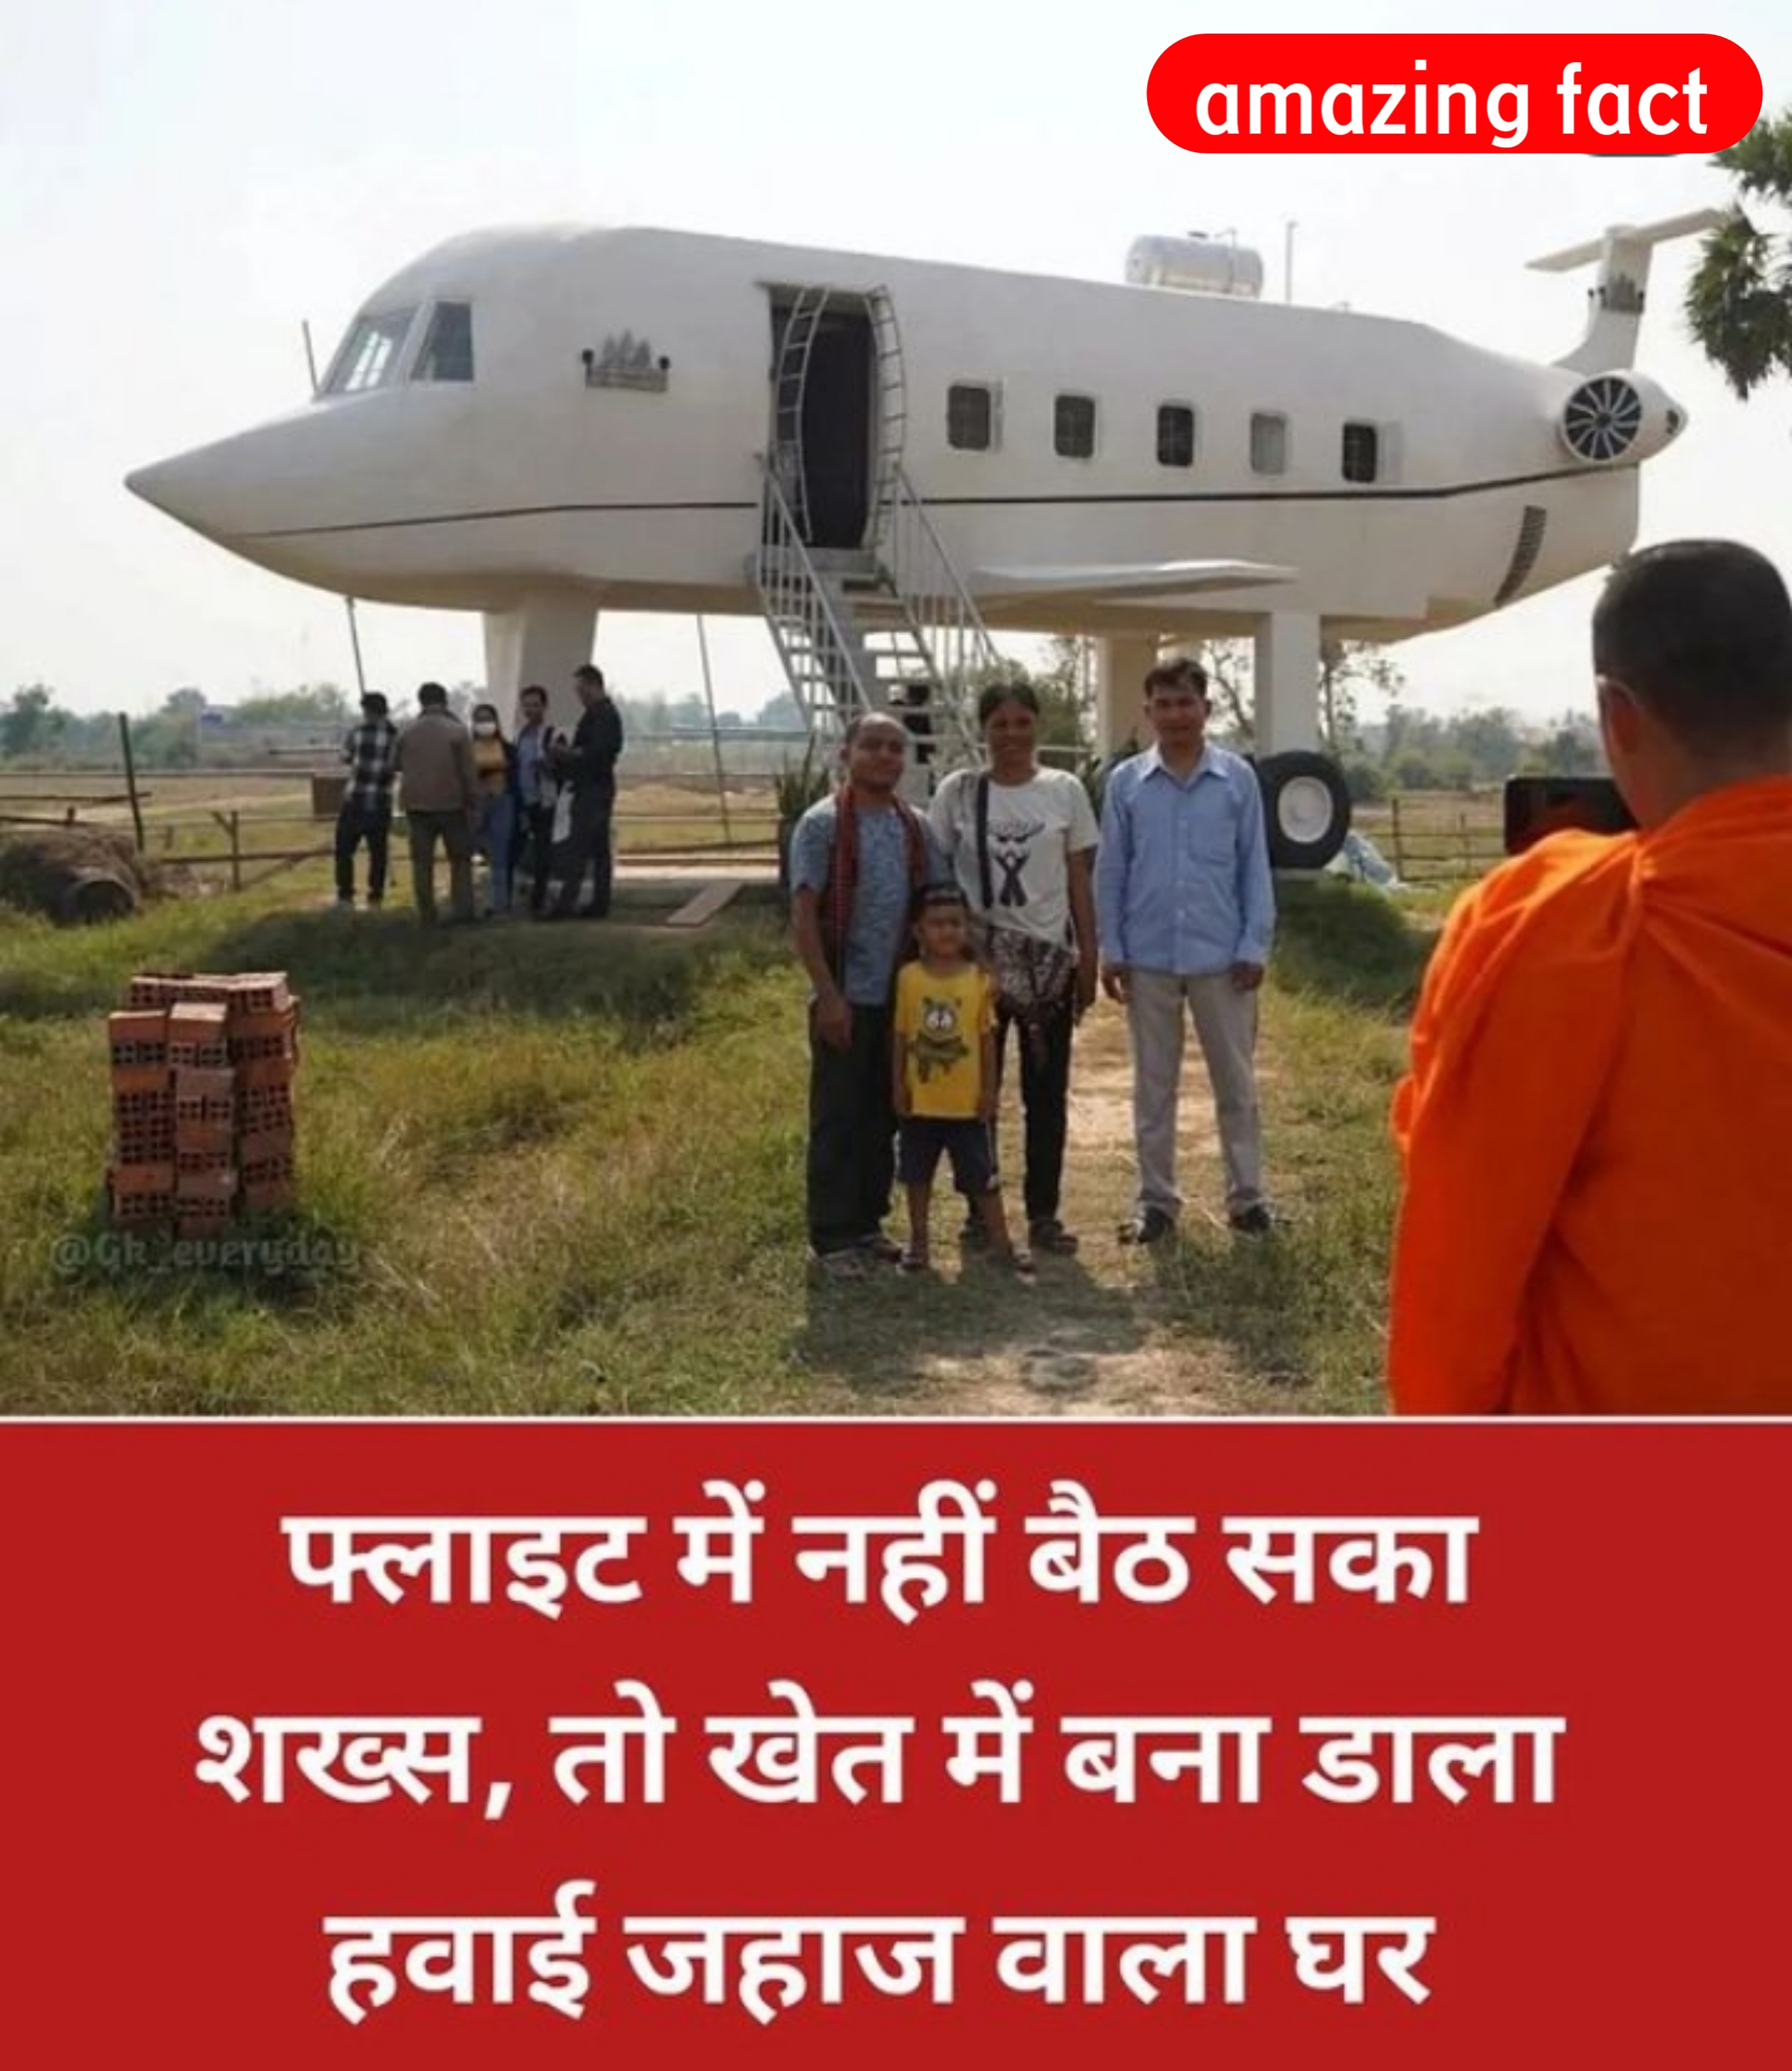 amazing fact
@Gk_everyday
फ्लाइट में नहीं बैठ सका
शख्स, तो खेत में बना डाला
हवाई जहाज वाला घर